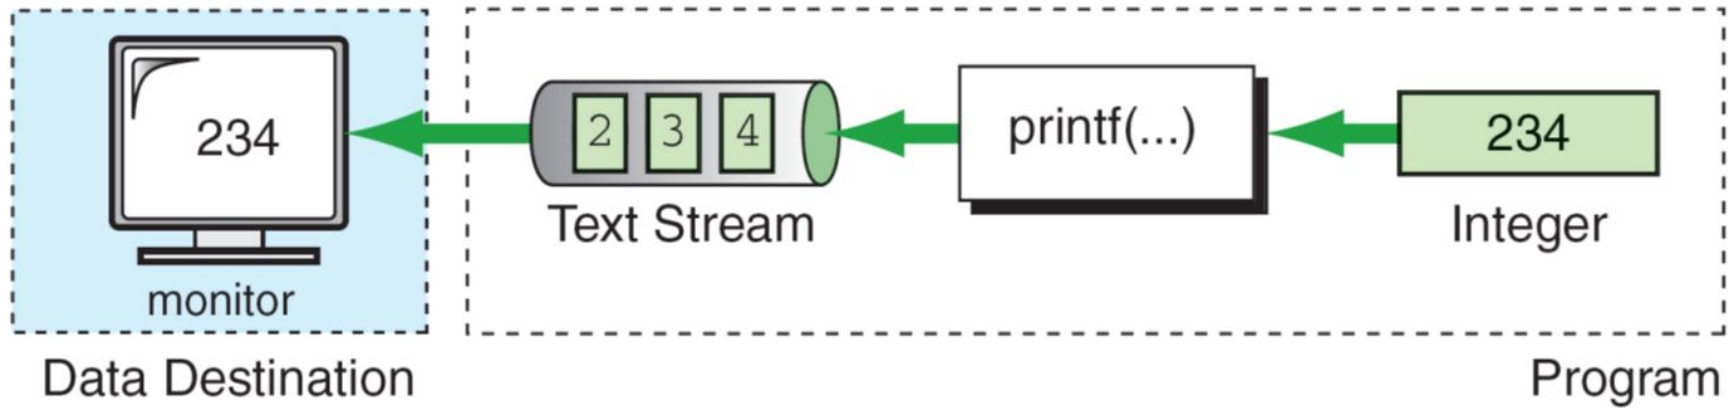 234
2 3 4
printf(...)
234
Text Stream
Integer
monitor
Data Destination
Program